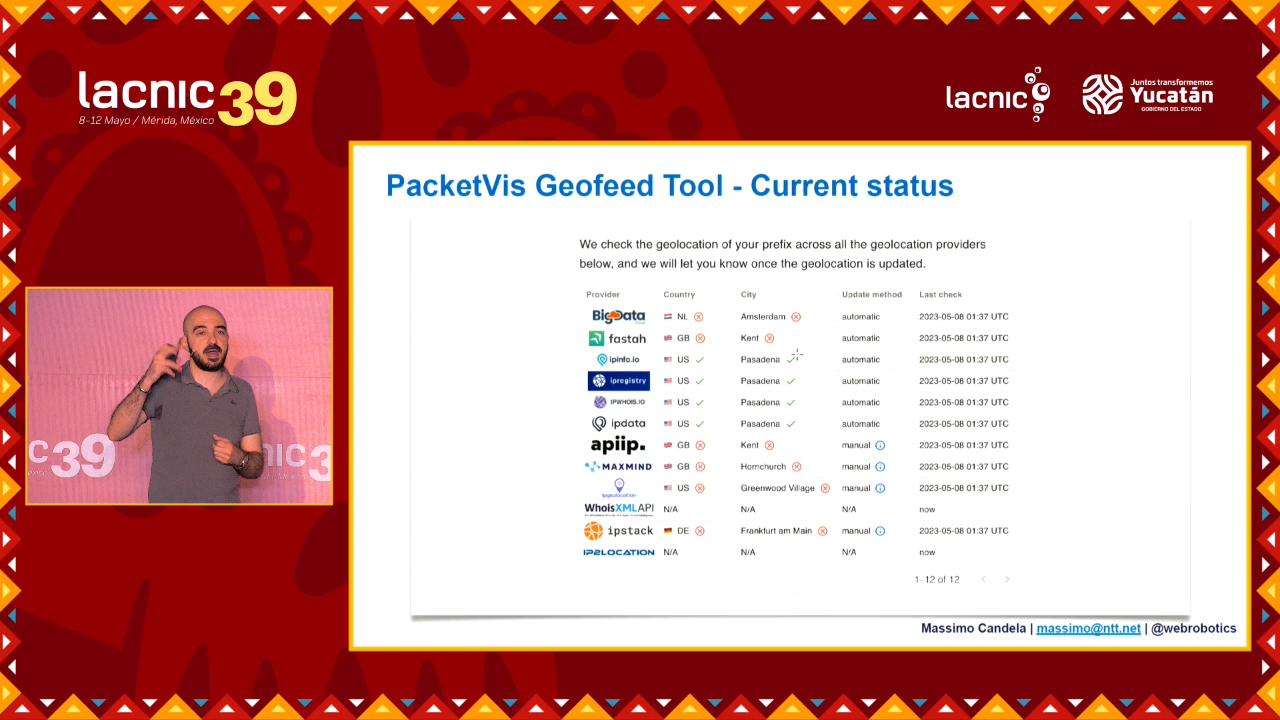 lacnic 39
8-12 Mayo / Mérida, México
lacnic
Juntos transformemos
Yucatán
GOBIERNO DEL ESTADO
PacketVis Geofeed Tool - Current status
We check the geolocation of your prefix across all the geolocation providers
below, and we will let you know once the geolocation is updated.
Provider Country City Update method Last check
BigData NL Amsterdam automatic 2023-05-08 01:37 UTC
fastah GB Kent automatic 2023-05-08 01:37 UTC
ipinfo.io US Pasadena automatic 2023-05-08 01:37 UTC
ipregistry US Pasadena automatic 2023-05-08 01:37 UTC
IPWHOIS.IO US Pasadena automatic 2023-05-08 01:37 UTC
ipdata US Pasadena automatic 2023-05-08 01:37 UTC
apiip. GB Kent manual 2023-05-08 01:37 UTC
MAXMIND GB Hornchurch manual 2023-05-08 01:37 UTC
ipgeolocation US Greenwood Village manual 2023-05-08 01:37 UTC
WhoisXMLAPI N/A N/A N/A now
ipstack DE Frankfurt am Main manual 2023-05-08 01:37 UTC
IP2LOCATION N/A N/A N/A now
1-12 of 12
Massimo Candela | massimo@ntt.net | @webrobotics
C 39
nic 3